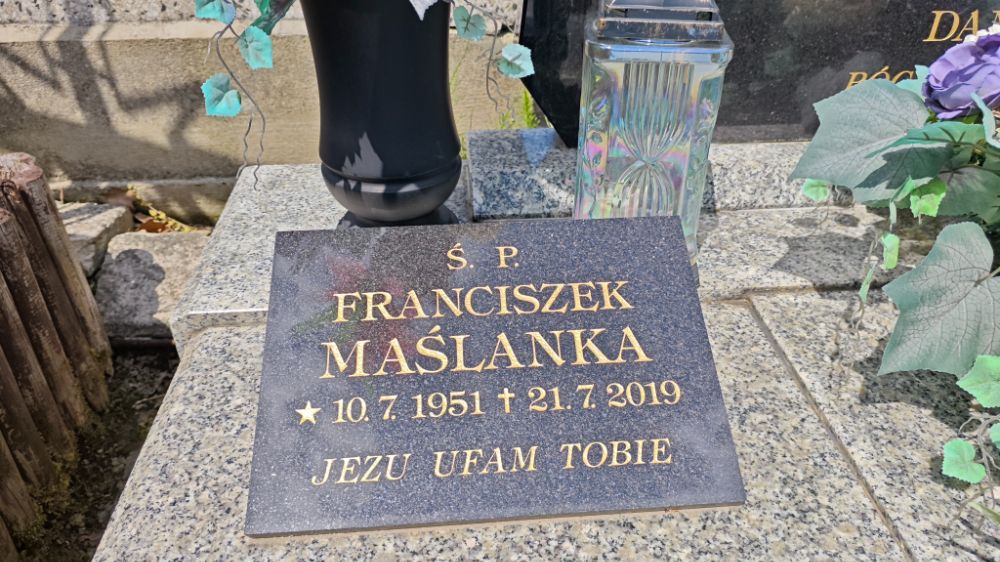 Ś. P.
FRANCISZEK
MAŚLANKA
★ 10. 7. 1951 ✝ 21. 7. 2019
JEZU UFAM TOBIE